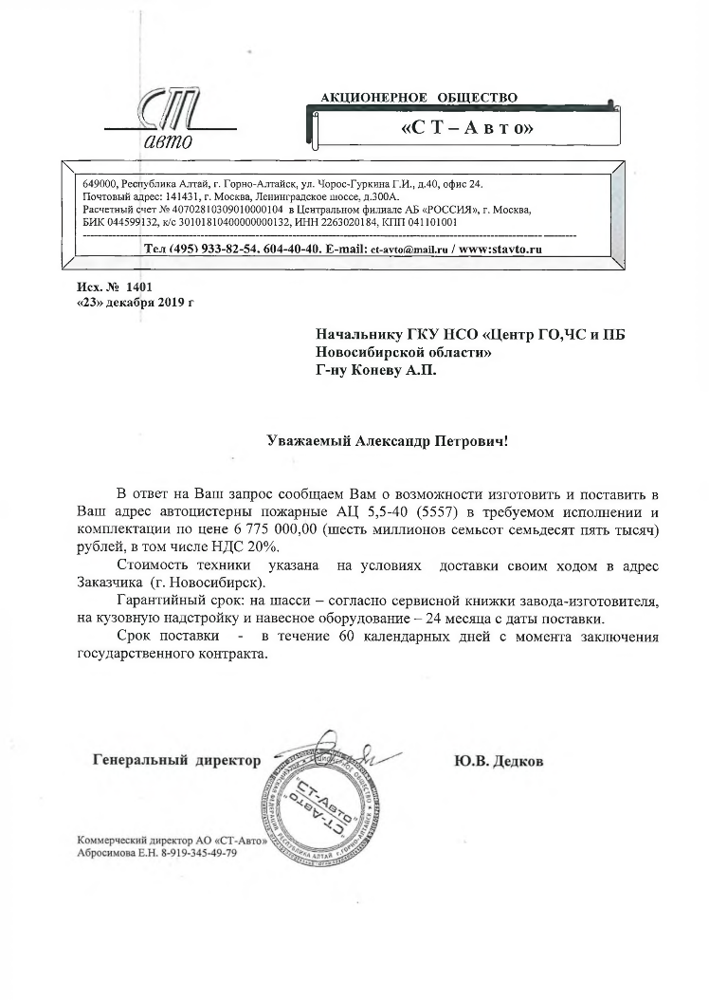 СТ
авто
АКЦИОНЕРНОЕ ОБЩЕСТВО
«С Т – А в т о»
649000, Республика Алтай, г. Горно-Алтайск, ул. Чорос-Гуркина Г.И., д.40, офис 24.
Почтовый адрес: 141431, г. Москва, Ленинградское шоссе, д.300А.
Расчетный счет № 40702810309010000104 в Центральном филиале АБ «РОССИЯ», г. Москва,
БИК 044599132, к/с 30101810400000000132, ИНН 2263020184, КПП 041101001
Тел (495) 933-82-54. 604-40-40. E-mail: ct-avto@mail.ru / www:stavto.ru
Исх. № 1401
«23» декабря 2019 г
Начальнику ГКУ НСО «Центр ГО,ЧС и ПБ
Новосибирской области»
Г-ну Коневу А.П.
Уважаемый Александр Петрович!
В ответ на Ваш запрос сообщаем Вам о возможности изготовить и поставить в
Ваш адрес автоцистерны пожарные АЦ 5,5-40 (5557) в требуемом исполнении и
комплектации по цене 6 775 000,00 (шесть миллионов семьсот семьдесят пять тысяч)
рублей, в том числе НДС 20%.
Стоимость техники указана на условиях доставки своим ходом в адрес
Заказчика (г. Новосибирск).
Гарантийный срок: на шасси – согласно сервисной книжки завода-изготовителя,
на кузовную надстройку и навесное оборудование – 24 месяца с даты поставки.
Срок поставки - в течение 60 календарных дней с момента заключения
государственного контракта.
Генеральный директор
Ю.В. Дедков
"СТ-Авто"
"СТ-Авто"
АКЦИОНЕРНОЕ ОБЩЕСТВО
РЕСПУБЛИКА АЛТАЙ г.ГОРНО-АЛТАЙСК
Коммерческий директор АО «СТ-Авто»
Абросимова Е.Н. 8-919-345-49-79